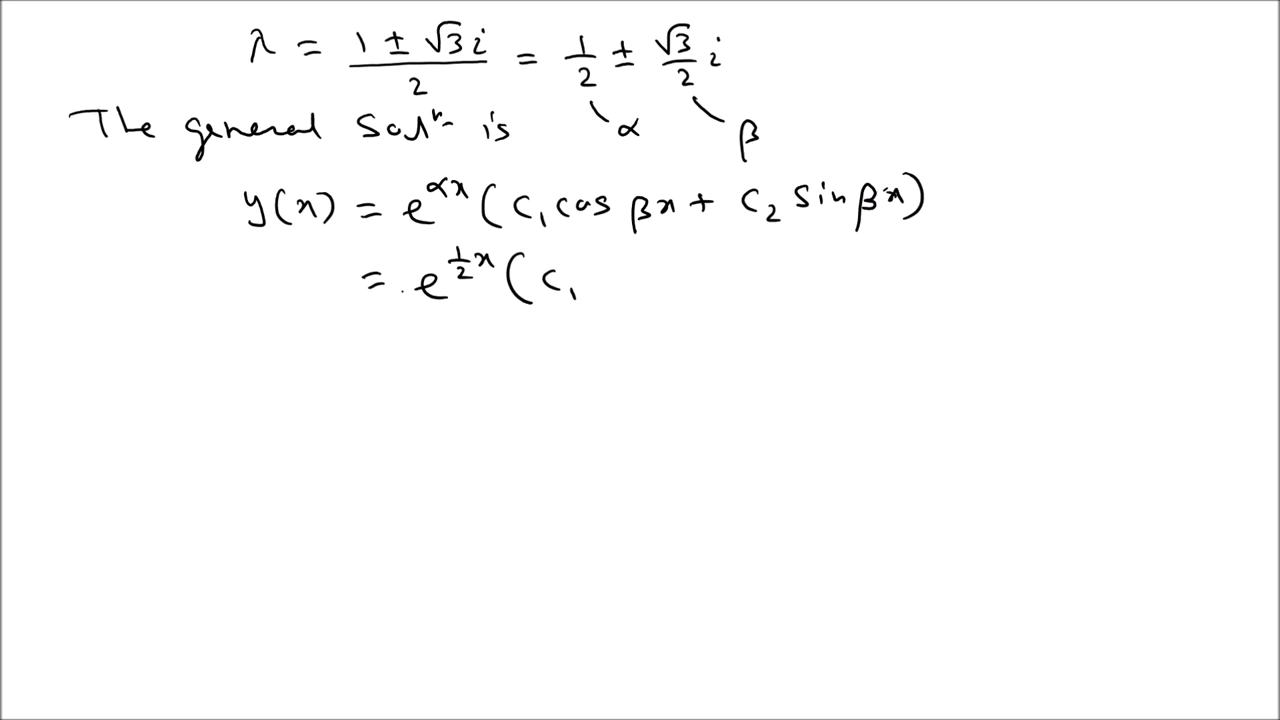 λ = (1 ± √3 i)/2 = 1/2 ± √3/2 i
The general Solⁿ is α β
y(x) = e^{αx} (c₁ cos βx + c₂ sin βx)
= e^{1/2 x} (c₁